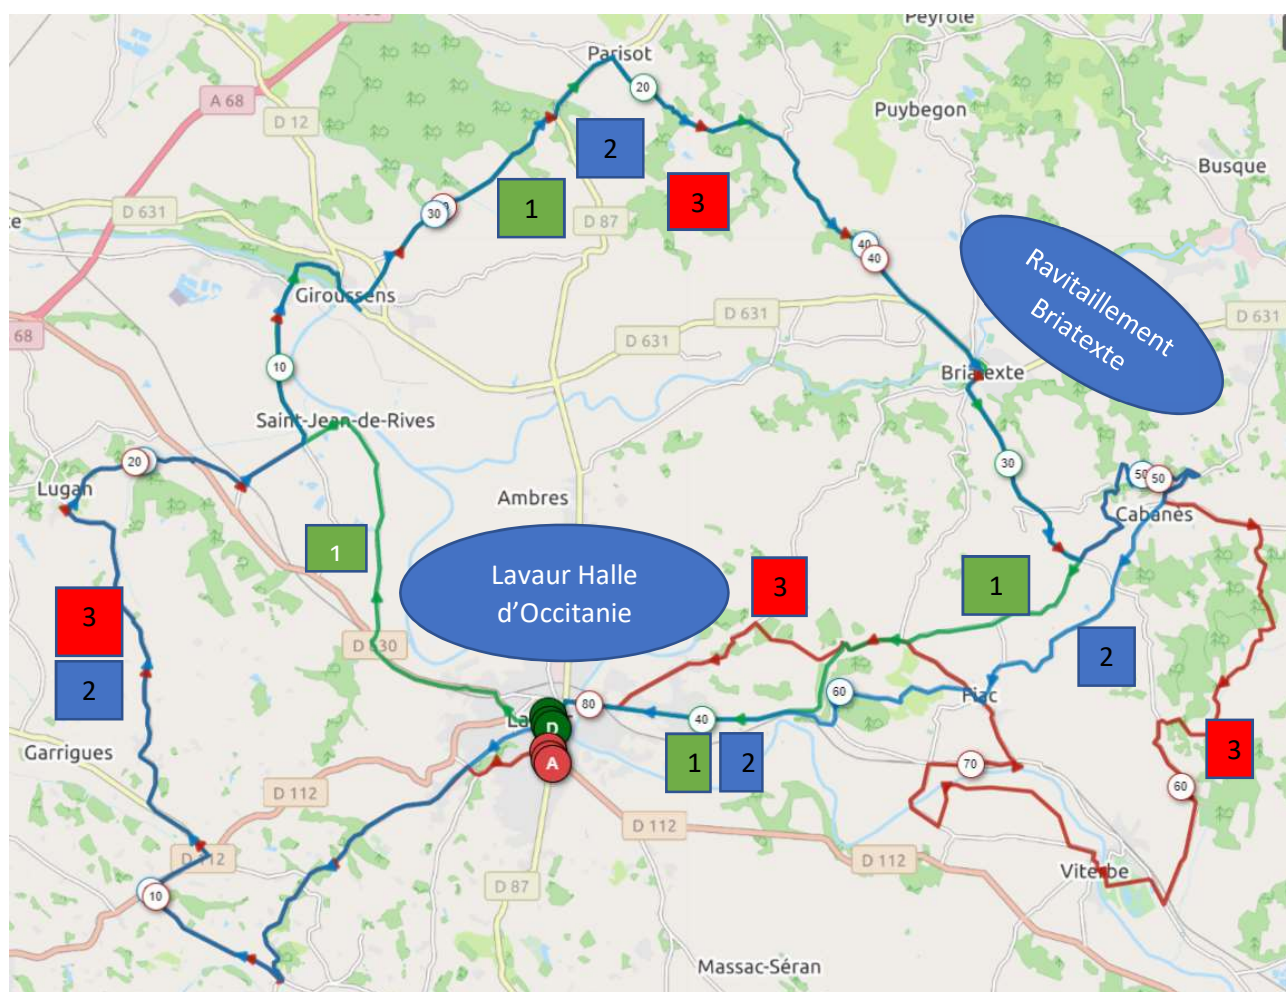 Peyrole
Parisot
20
A 68
D 12
Puybegon
2
Busque
1
3
D 631
30
D 87
40
40
Ravitaillement
Briatexte
Giroussens
D 631
D 631
68
10
Briatexte
Saint-Jean-de-Rives
20
30
50
50
Lugan
Ambres
Cabanes
1
Lavaur Halle
d'Occitanie
3
1
3
D 112
2
2
60
Fiac
80
40
D
1
2
3
Garrigues
A
70
60
D 112
D 112
D 112
D 112
Viterbe
10
D 87
Massac-Séran